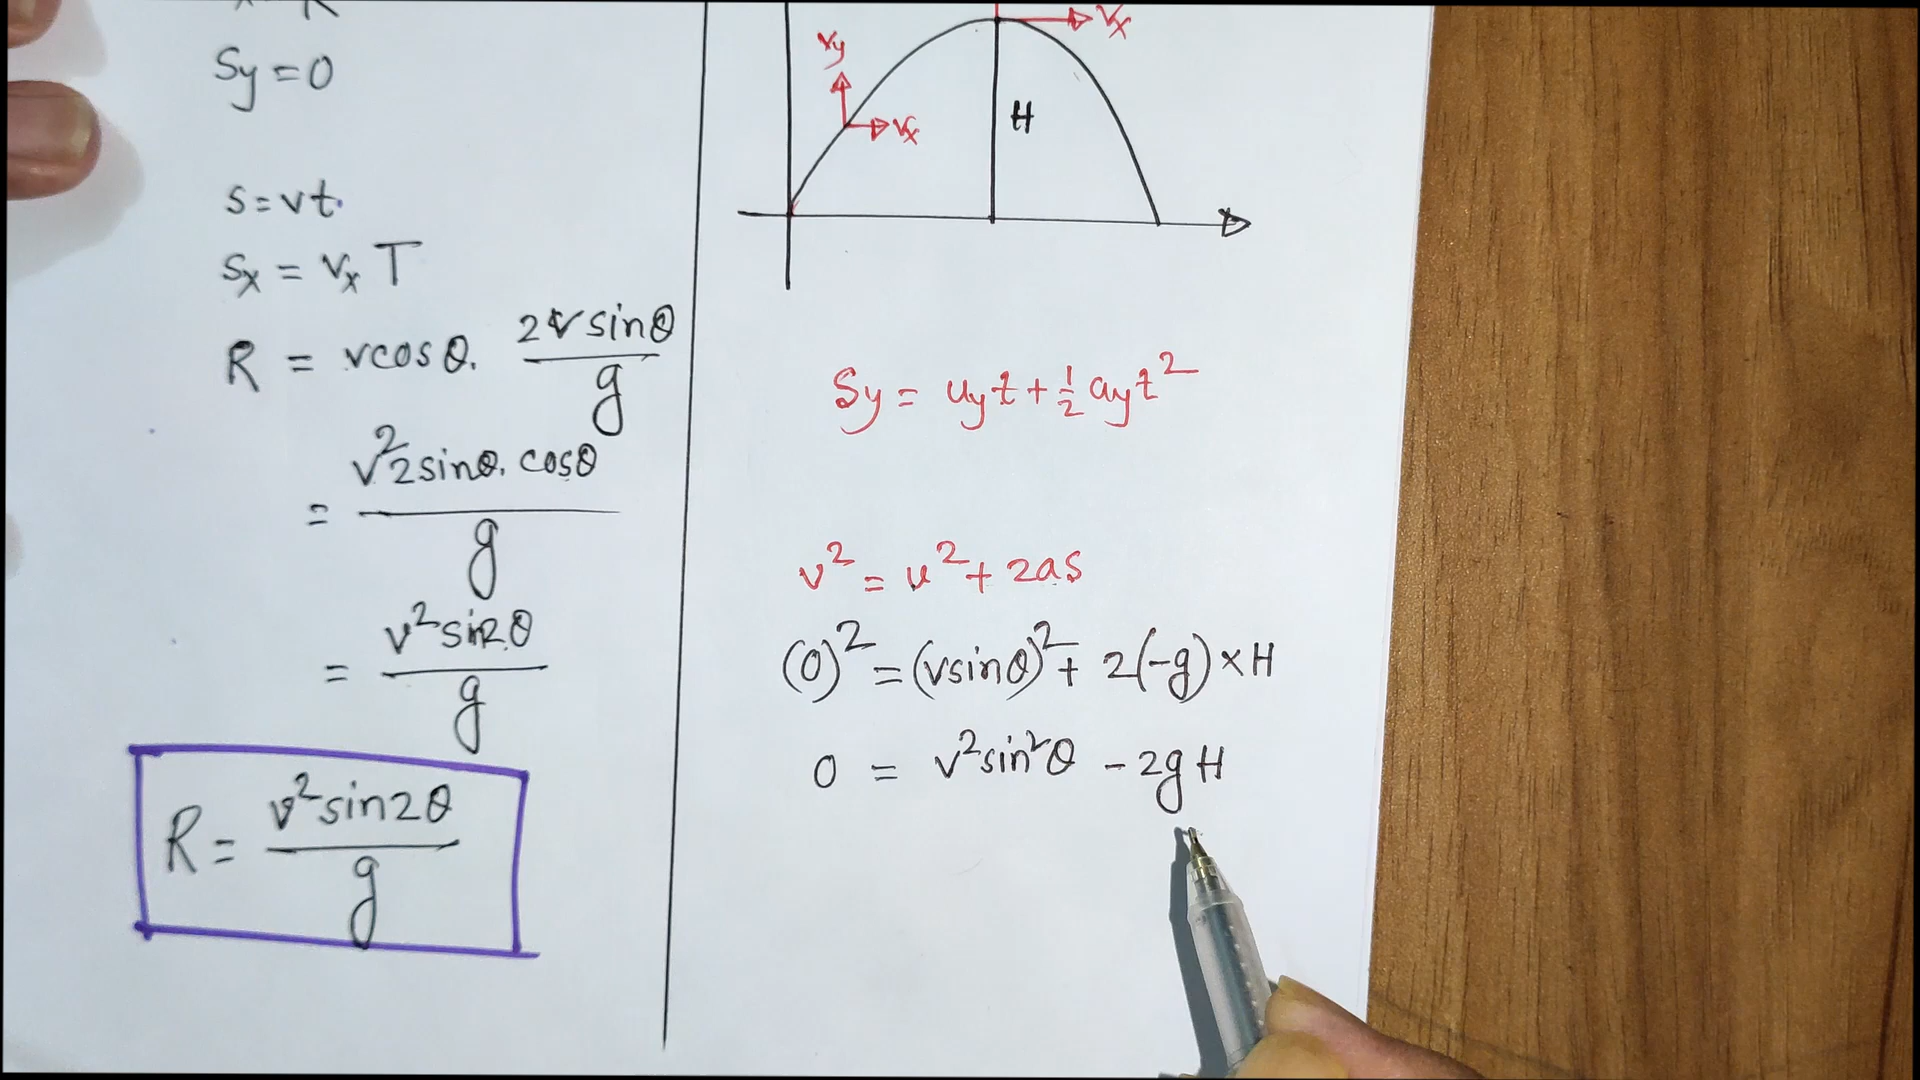 Sy = 0
s = vt.
Sx = Vx T
R = vcosθ. 2vsinθ/g
= v²2sinθ. cosθ/g
= v²sin2θ/g
R = v²sin2θ/g
Vx
Vy
Vx
H
Sy = uyt + ½ ayt²
v² = u² + 2as
(0)² = (vsinθ)² + 2(-g) × H
0 = v²sin²θ - 2gH